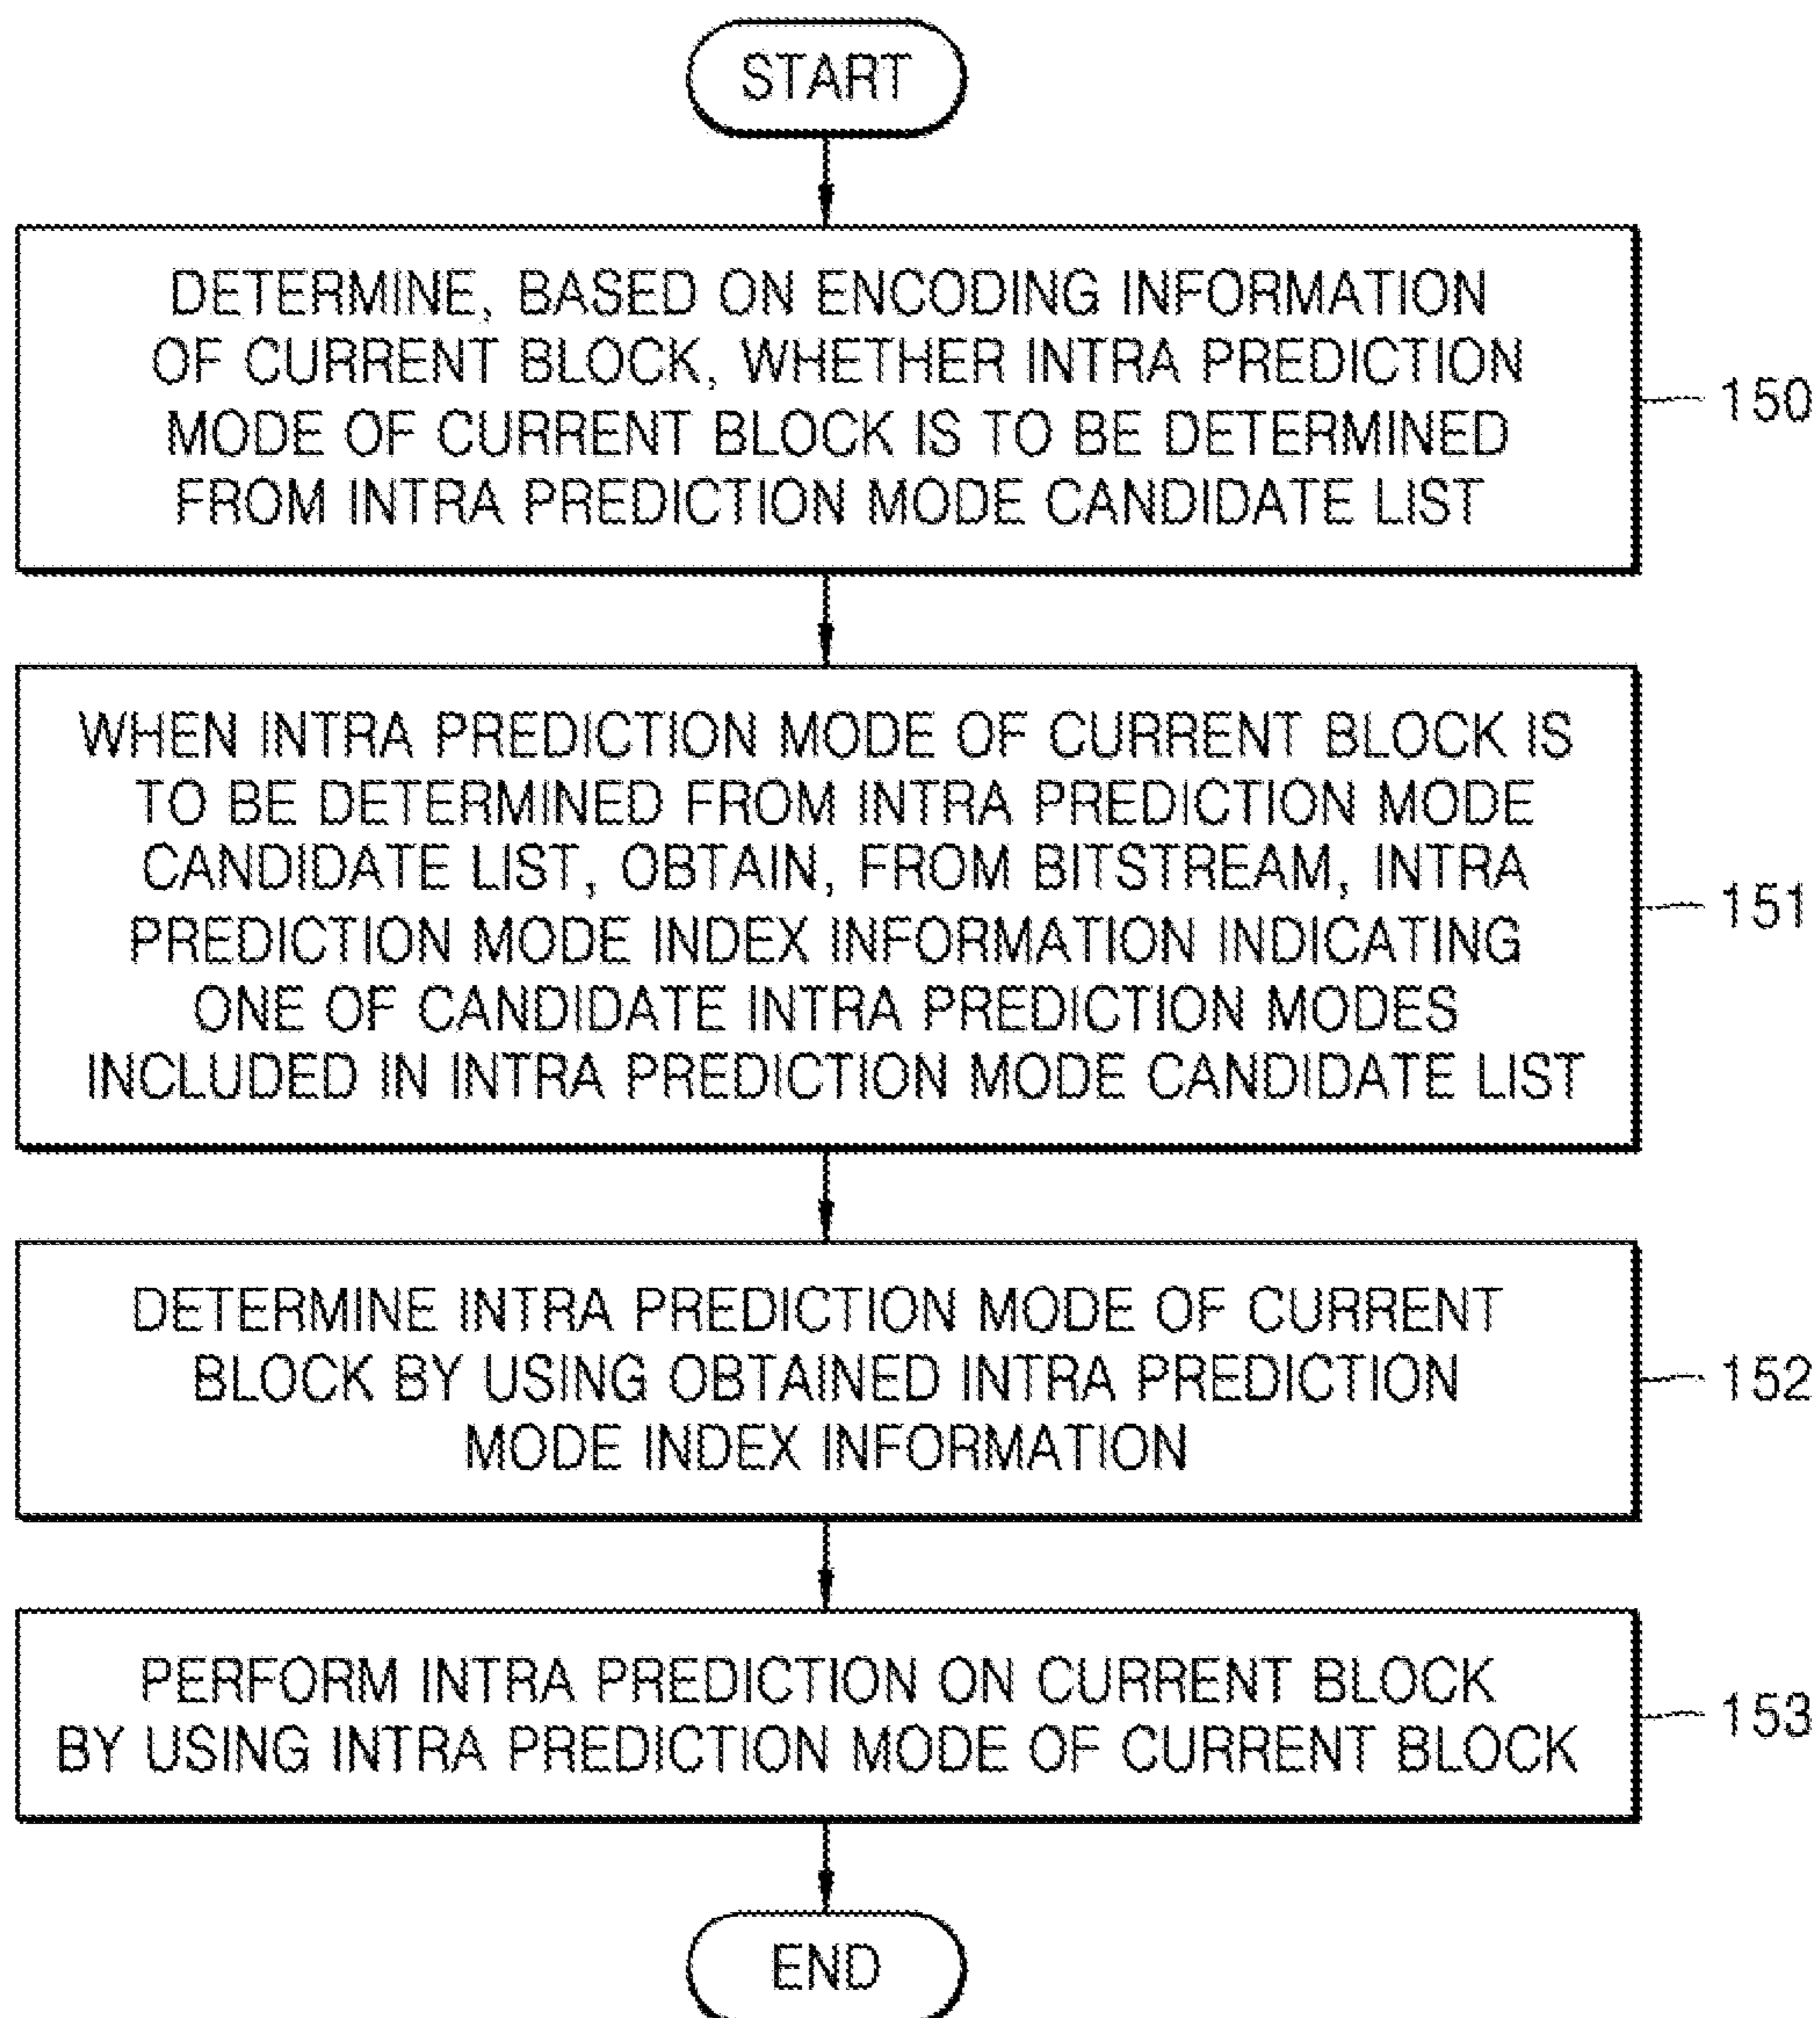 START
DETERMINE, BASED ON ENCODING INFORMATION
OF CURRENT BLOCK, WHETHER INTRA PREDICTION
MODE OF CURRENT BLOCK IS TO BE DETERMINED
FROM INTRA PREDICTION MODE CANDIDATE LIST
150
WHEN INTRA PREDICTION MODE OF CURRENT BLOCK IS
TO BE DETERMINED FROM INTRA PREDICTION MODE
CANDIDATE LIST, OBTAIN, FROM BITSTREAM, INTRA
PREDICTION MODE INDEX INFORMATION INDICATING
ONE OF CANDIDATE INTRA PREDICTION MODES
INCLUDED IN INTRA PREDICTION MODE CANDIDATE LIST
151
DETERMINE INTRA PREDICTION MODE OF CURRENT
BLOCK BY USING OBTAINED INTRA PREDICTION
MODE INDEX INFORMATION
152
PERFORM INTRA PREDICTION ON CURRENT BLOCK
BY USING INTRA PREDICTION MODE OF CURRENT BLOCK
153
END